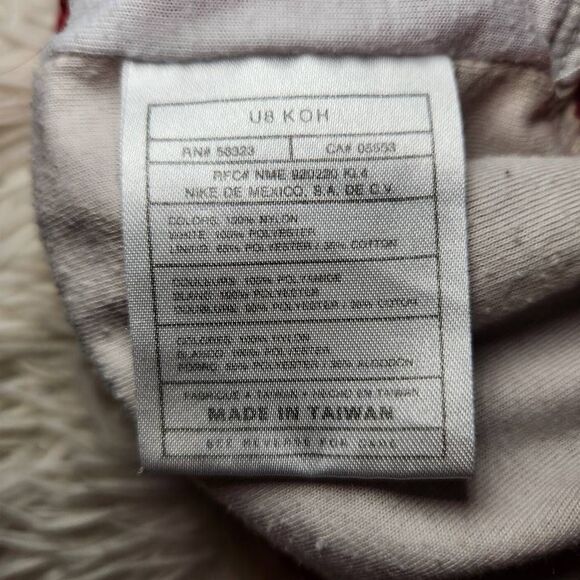 U8 KOH
RN# 56323 CA# 05553
RFC# NME 920220 KL4
NIKE DE MEXICO, S.A. DE C.V.
COLORS: 100% NYLON
WHITE: 100% POLYESTER
LINING: 65% POLYESTER / 35% COTTON
COULEURS: 100% POLYAMIDE
BLANC: 100% POLYESTER
DOUBLURE: 65% POLYESTER / 35% COTON
COLORES: 100% NYLON
BLANCO: 100% POLYESTER
FORRO: 65% POLYESTER / 35% ALGODON
FABRIQUE A TAIWAN • HECHO EN TAIWAN
MADE IN TAIWAN
SEE REVERSE FOR CARE